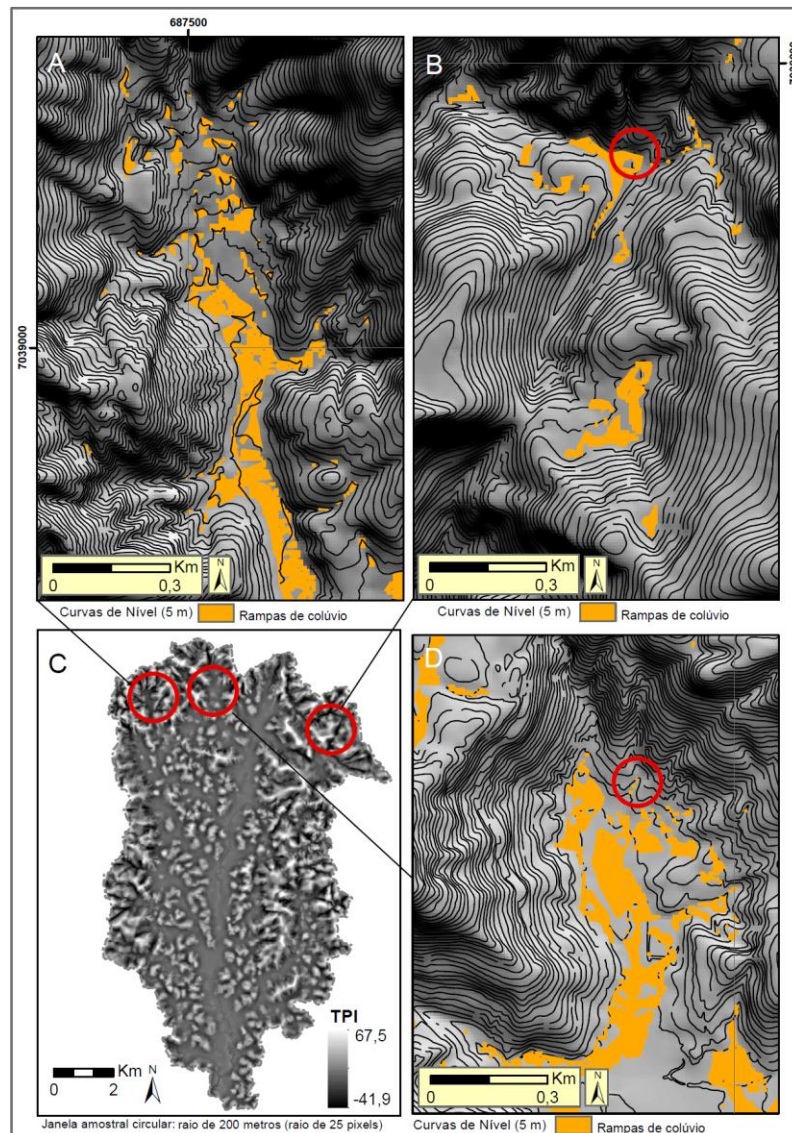 687500
A
B
7039000
Km
0 0,3
Km
0 0,3
Curvas de Nível (5 m) Rampas de colúvio
Curvas de Nível (5 m) Rampas de colúvio
C
D
TPI
67,5
-41,9
Km
0 2
Km
0 0,3
Janela amostral circular: raio de 200 metros (raio de 25 pixels)
Curvas de Nível (5 m) Rampas de colúvio